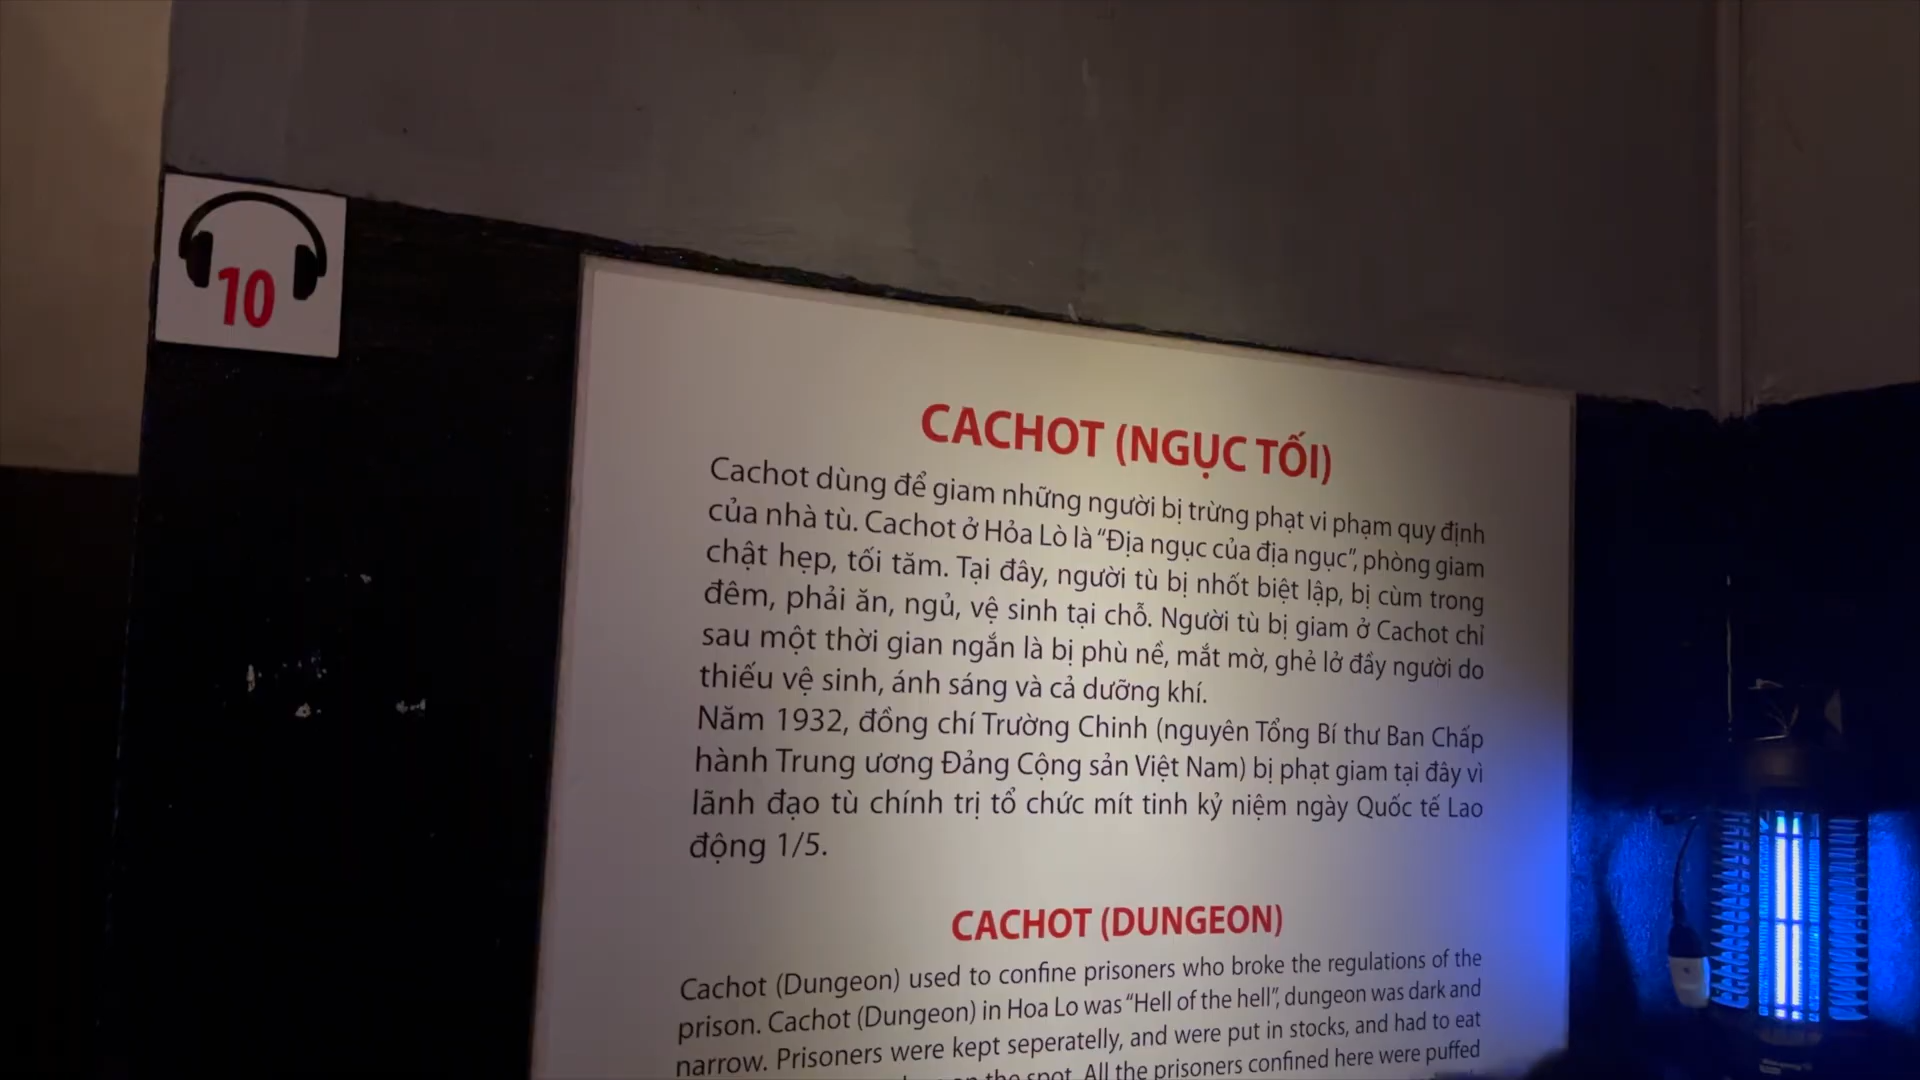 10
CACHOT (NGỤC TỐI)
Cachot dùng để giam những người bị trừng phạt vi phạm quy định
của nhà tù. Cachot ở Hỏa Lò là “Địa ngục của địa ngục”, phòng giam
chật hẹp, tối tăm. Tại đây, người tù bị nhốt biệt lập, bị cùm trong
đêm, phải ăn, ngủ, vệ sinh tại chỗ. Người tù bị giam ở Cachot chỉ
sau một thời gian ngắn là bị phù nề, mắt mờ, ghẻ lở đầy người do
thiếu vệ sinh, ánh sáng và cả dưỡng khí.
Năm 1932, đồng chí Trường Chinh (nguyên Tổng Bí thư Ban Chấp
hành Trung ương Đảng Cộng sản Việt Nam) bị phạt giam tại đây vì
lãnh đạo tù chính trị tổ chức mít tinh kỷ niệm ngày Quốc tế Lao
động 1/5.
CACHOT (DUNGEON)
Cachot (Dungeon) used to confine prisoners who broke the regulations of the
prison. Cachot (Dungeon) in Hoa Lo was “Hell of the hell”, dungeon was dark and
narrow. Prisoners were kept seperatelly, and were put in stocks, and had to eat
the spot. All the prisoners confined here were puffed